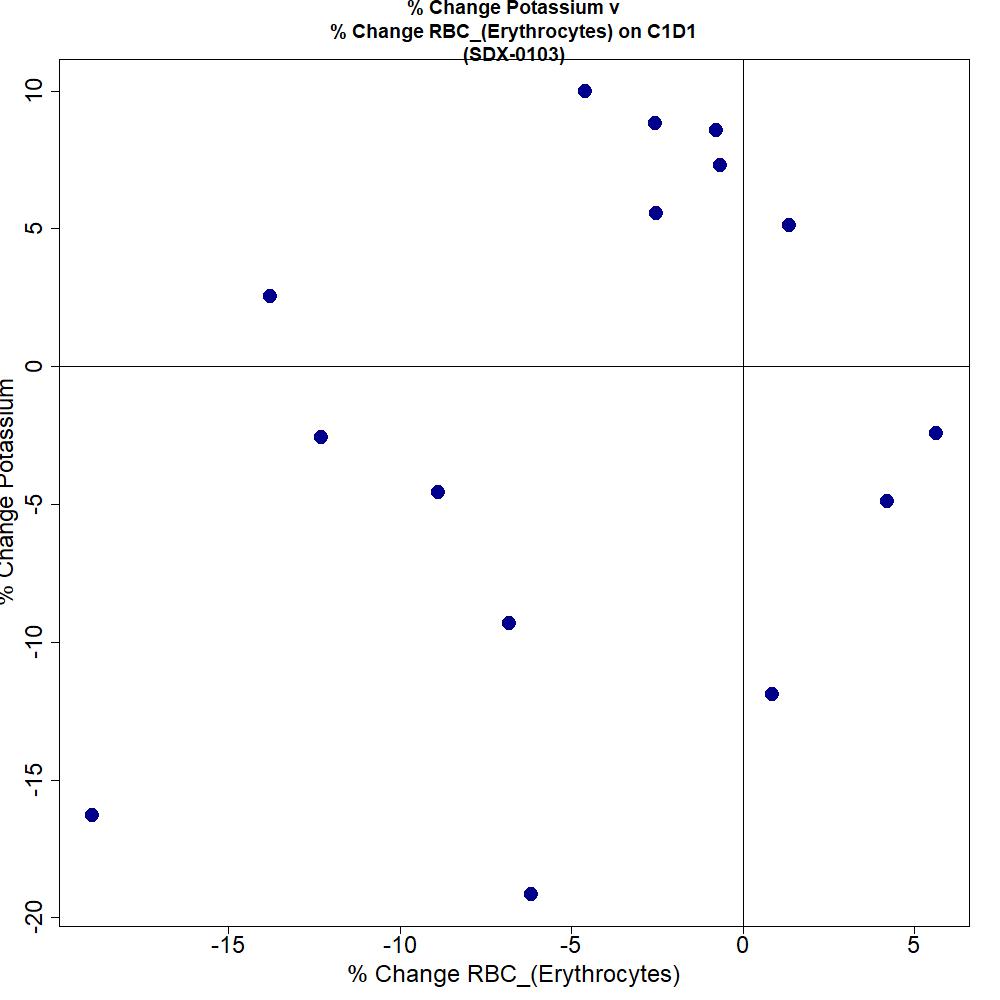 % Change Potassium v
% Change RBC_(Erythrocytes) on C1D1
(SDX-0103)
10
5
0
-5
-10
-15
-20
% Change Potassium
-15
-10
-5
0
5
% Change RBC_(Erythrocytes)